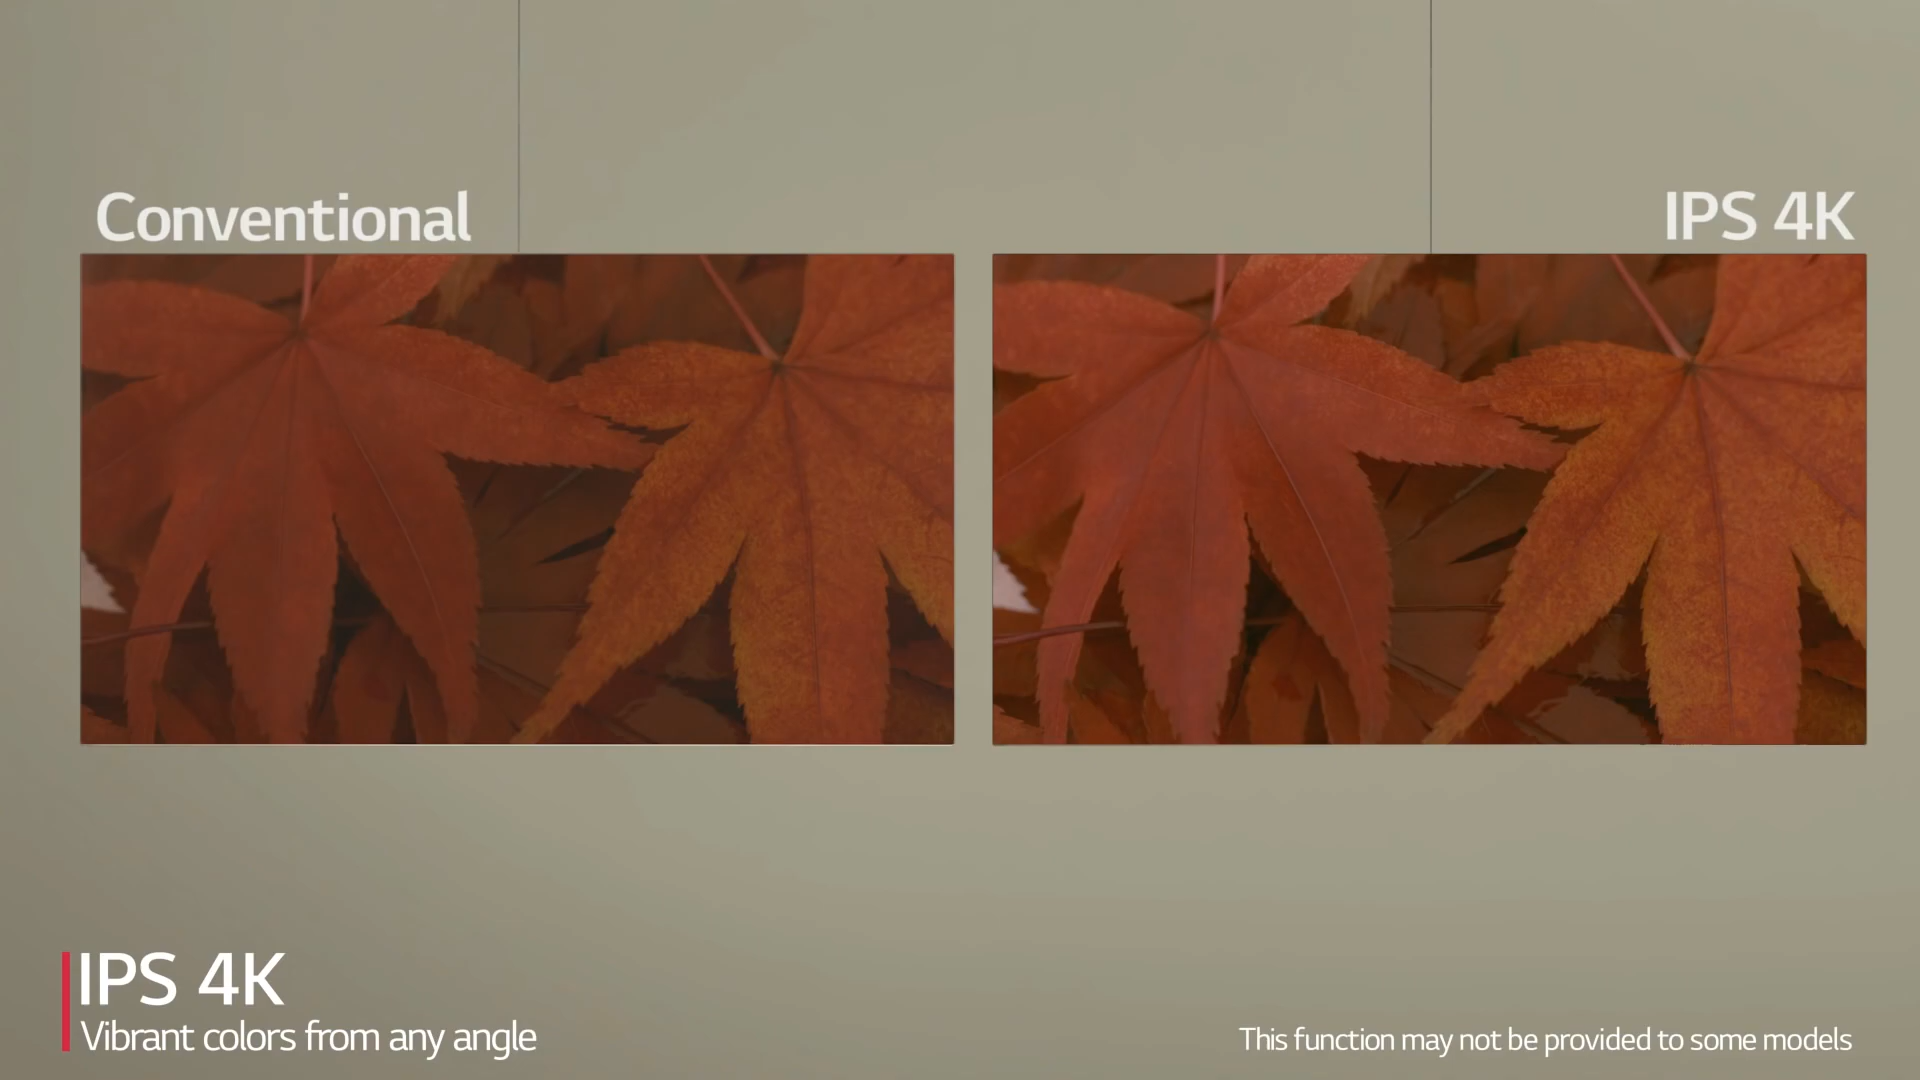 Conventional
IPS 4K
IPS 4K
Vibrant colors from any angle
This function may not be provided to some models